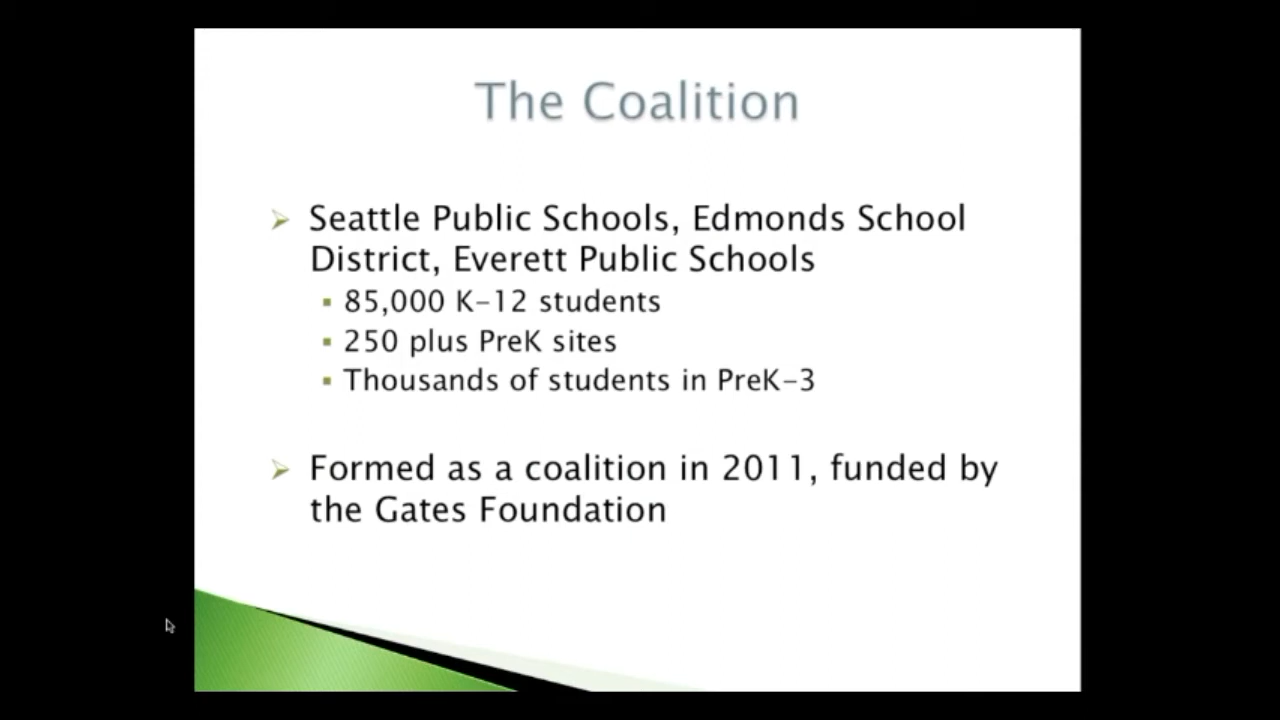 The Coalition
Seattle Public Schools, Edmonds School
District, Everett Public Schools
85,000 K-12 students
250 plus PreK sites
Thousands of students in PreK-3
Formed as a coalition in 2011, funded by
the Gates Foundation